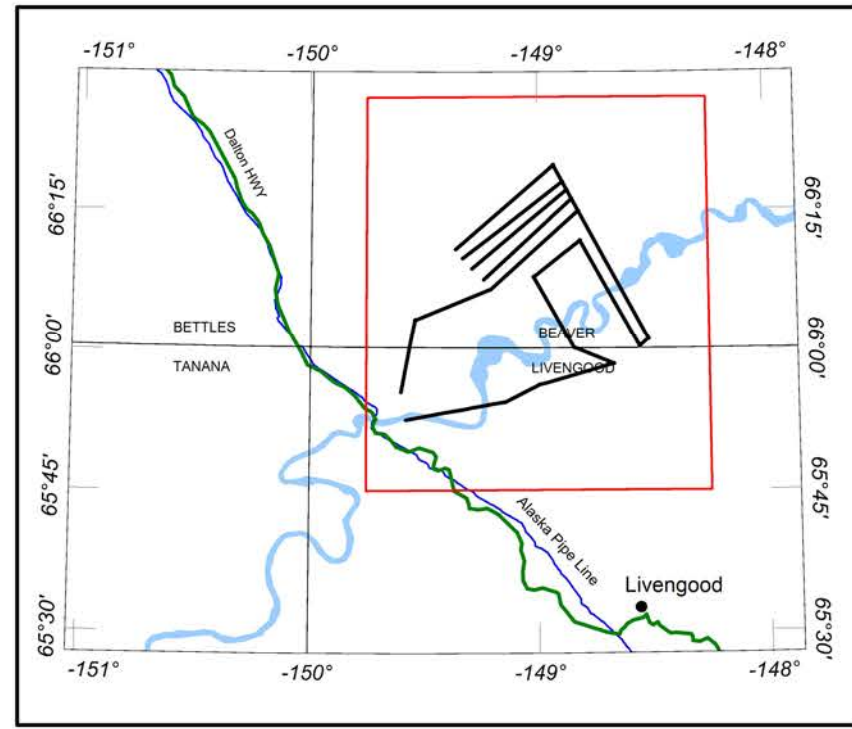 -151°
-150°
-149°
-148°
Dalton HWY
66°15'
66°15'
BETTLES
BEAVER
66°00'
66°00'
TANANA
LIVENGOOD
65°45'
65°45'
Alaska Pipe Line
Livengood
65°30'
65°30'
-151°
-150°
-149°
-148°